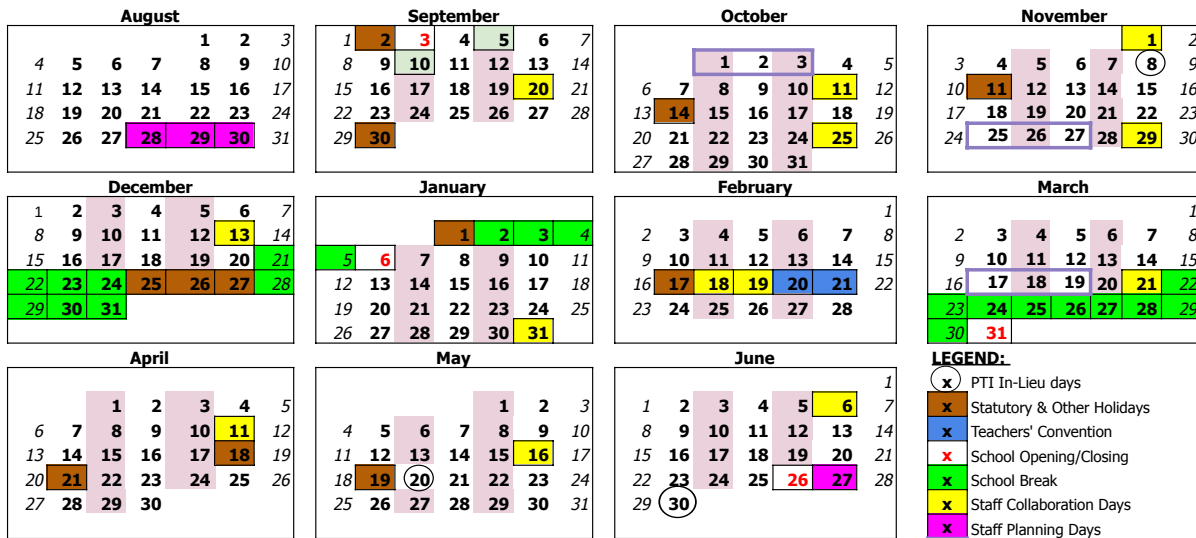 August
1 2 3
4 5 6 7 8 9 10
11 12 13 14 15 16 17
18 19 20 21 22 23 24
25 26 27 28 29 30 31
September
1 2 3 4 5 6 7
8 9 10 11 12 13 14
15 16 17 18 19 20 21
22 23 24 25 26 27 28
29 30
October
1 2 3 4 5
6 7 8 9 10 11 12
13 14 15 16 17 18 19
20 21 22 23 24 25 26
27 28 29 30 31
November
1 2
3 4 5 6 7 8 9
10 11 12 13 14 15 16
17 18 19 20 21 22 23
24 25 26 27 28 29 30
December
1 2 3 4 5 6 7
8 9 10 11 12 13 14
15 16 17 18 19 20 21
22 23 24 25 26 27 28
29 30 31
January
1 2 3 4
5 6 7 8 9 10 11
12 13 14 15 16 17 18
19 20 21 22 23 24 25
26 27 28 29 30 31
February
1
2 3 4 5 6 7 8
9 10 11 12 13 14 15
16 17 18 19 20 21 22
23 24 25 26 27 28
March
1
2 3 4 5 6 7 8
9 10 11 12 13 14 15
16 17 18 19 20 21 22
23 24 25 26 27 28 29
30 31
April
1 2 3 4 5
6 7 8 9 10 11 12
13 14 15 16 17 18 19
20 21 22 23 24 25 26
27 28 29 30
May
1 2 3
4 5 6 7 8 9 10
11 12 13 14 15 16 17
18 19 20 21 22 23 24
25 26 27 28 29 30 31
June
1
1 2 3 4 5 6 7
8 9 10 11 12 13 14
15 16 17 18 19 20 21
22 23 24 25 26 27 28
29 30
LEGEND:
x PTI In-Lieu days
x Statutory & Other Holidays
x Teachers' Convention
x School Opening/Closing
x School Break
x Staff Collaboration Days
x Staff Planning Days